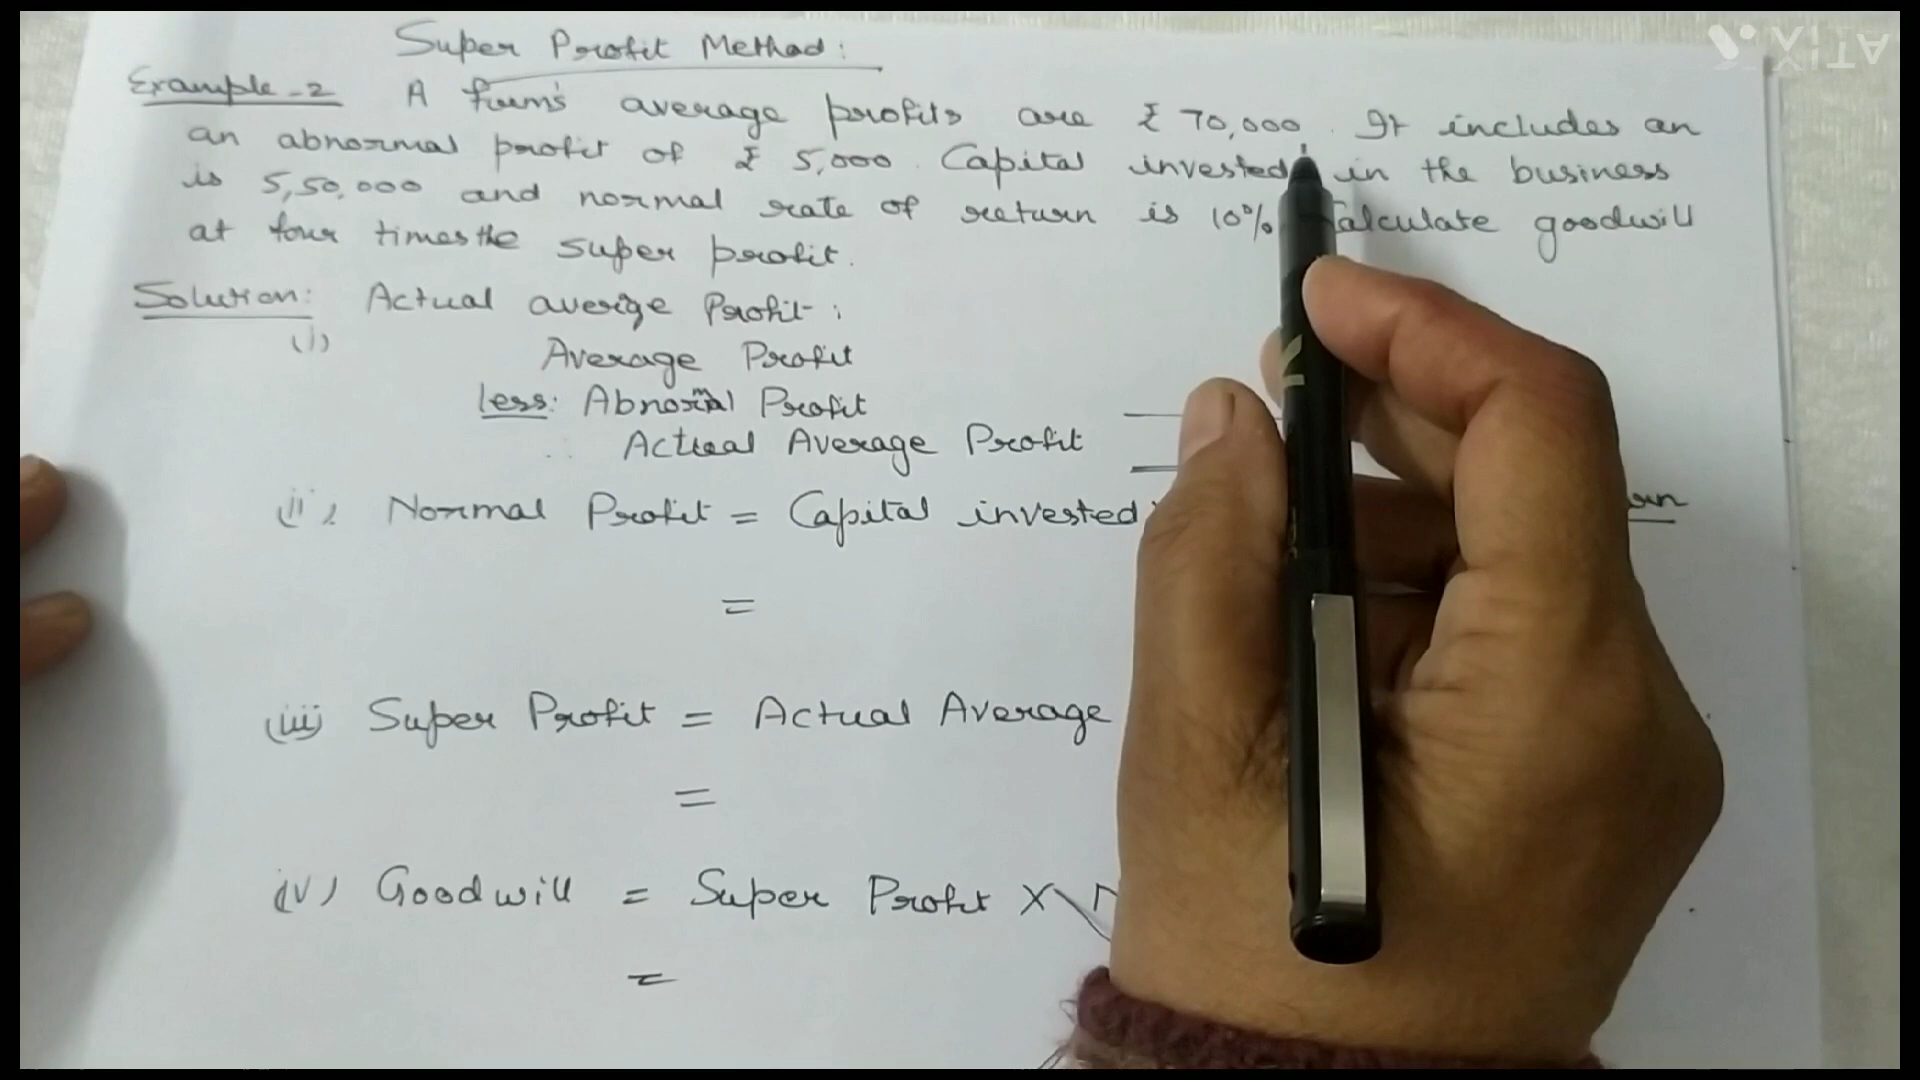 Super Profit Method:
Example-2 A firm's average profits are ₹ 70,000. It includes an
an abnormal profit of ₹ 5,000. Capital invested in the business
is 5,50,000 and normal rate of return is 10% Calculate goodwill
at four times the super profit.
Solution: Actual average Profit:
(i)
Average Profit
less: Abnormal Profit
∴ Actual Average Profit
(ii) Normal Profit = Capital invested
=
(iii) Super Profit = Actual Average
=
(iv) Goodwill = Super Profit X N
=
VIXITA